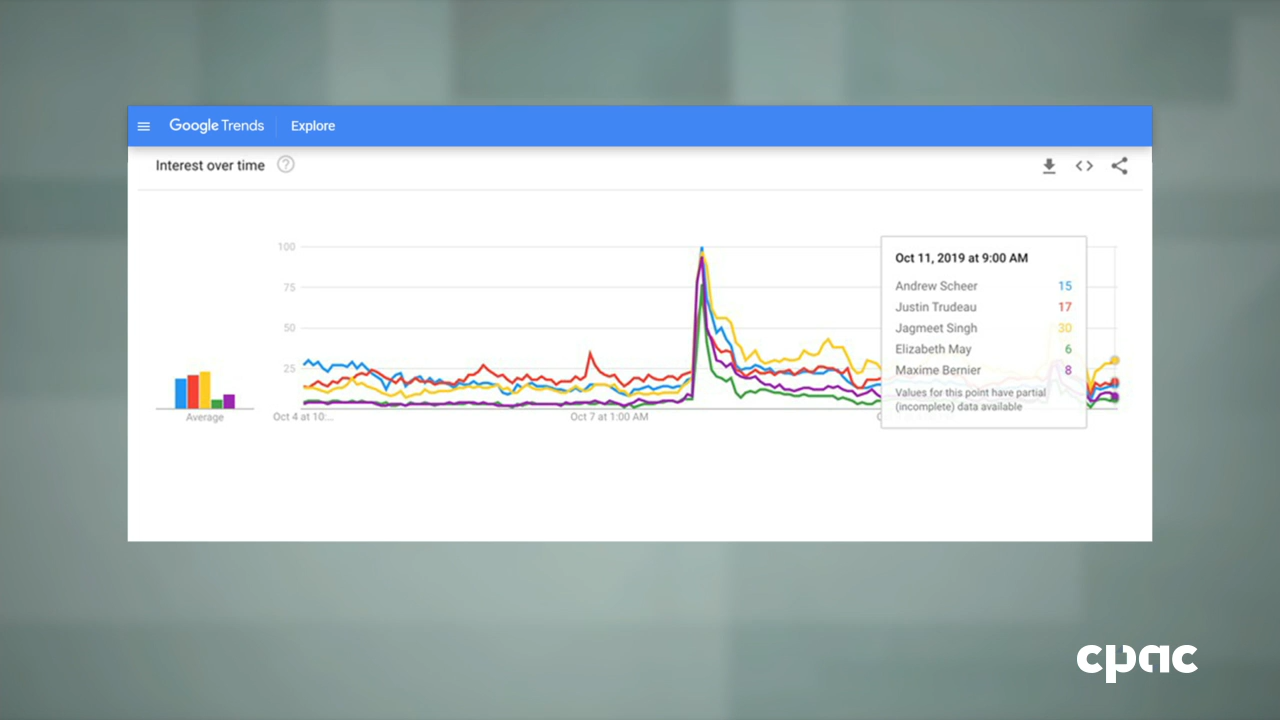 Google Trends
Explore
Interest over time
100
75
50
25
Average
Oct 4 at 10:...
Oct 7 at 1:00 AM
Oct 11, 2019 at 9:00 AM
Andrew Scheer 15
Justin Trudeau 17
Jagmeet Singh 30
Elizabeth May 6
Maxime Bernier 8
Values for this point have partial
(incomplete) data available
cpac